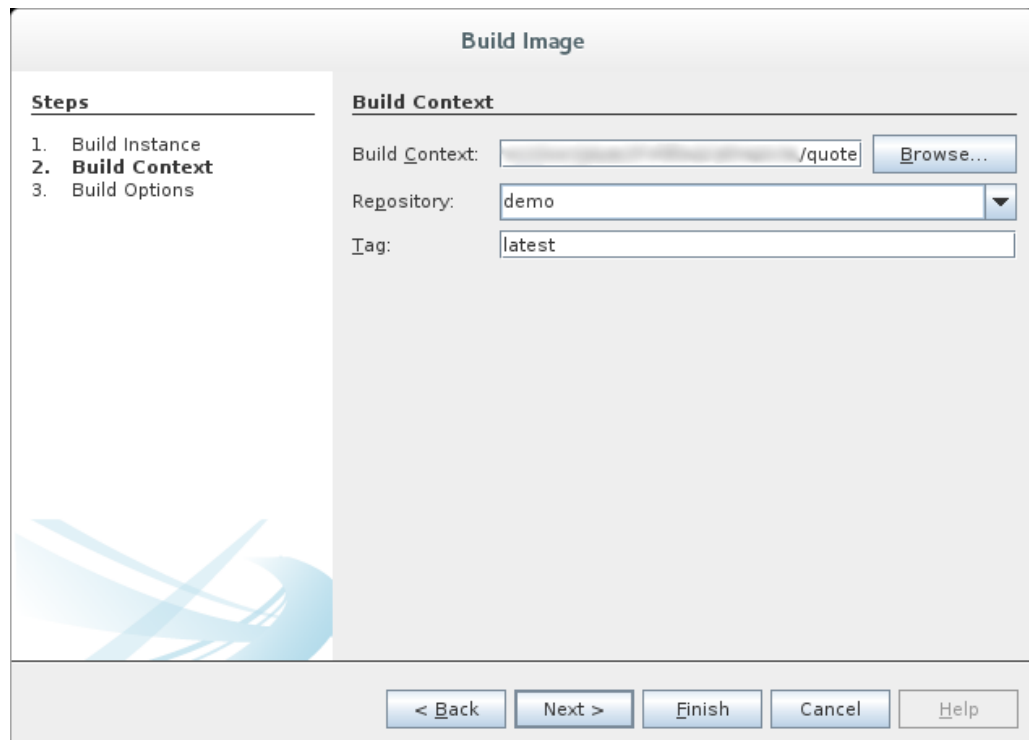 Build Image
Steps
1. Build Instance
2. Build Context
3. Build Options
Build Context
Build Context: /quote Browse...
Repository: demo
Tag: latest
< Back Next > Finish Cancel Help